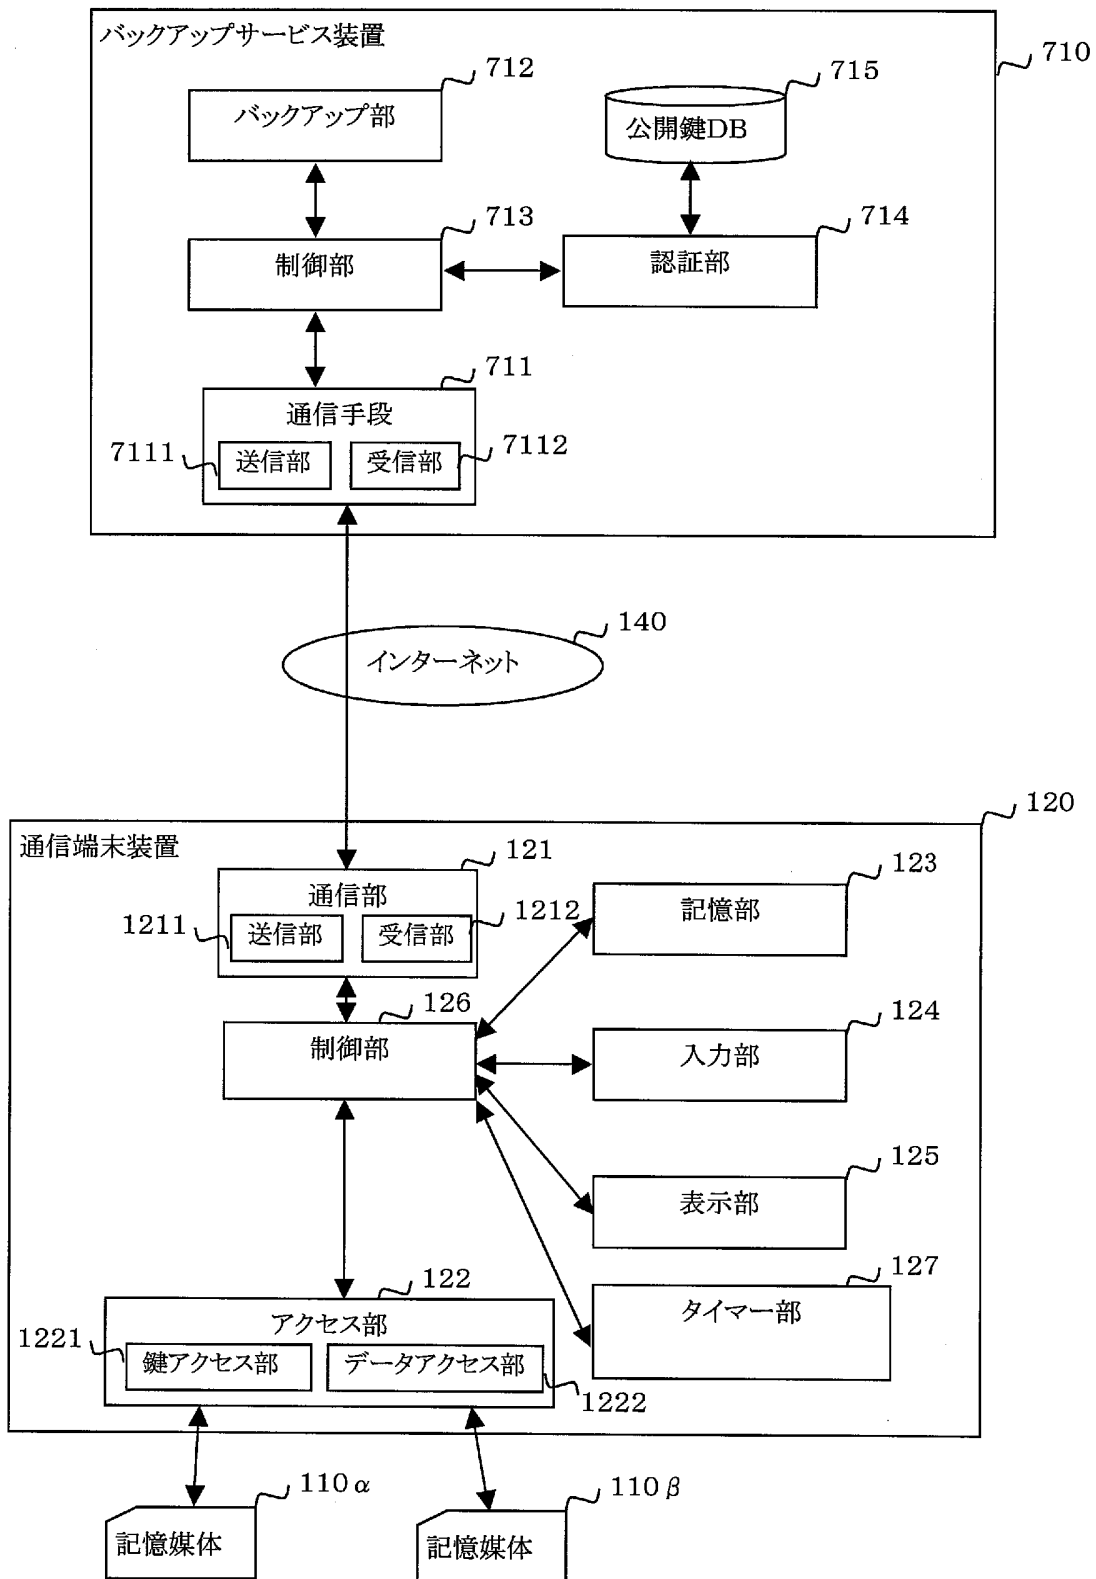 バックアップサービス装置
710
712
バックアップ部
715
公開鍵DB
713
制御部
714
認証部
711
通信手段
7111
送信部
受信部
7112
140
インターネット
120
通信端末装置
121
通信部
1211
送信部
受信部
1212
123
記憶部
126
制御部
124
入力部
125
表示部
127
タイマー部
122
アクセス部
1221
鍵アクセス部
データアクセス部
1222
110α
記憶媒体
110β
記憶媒体